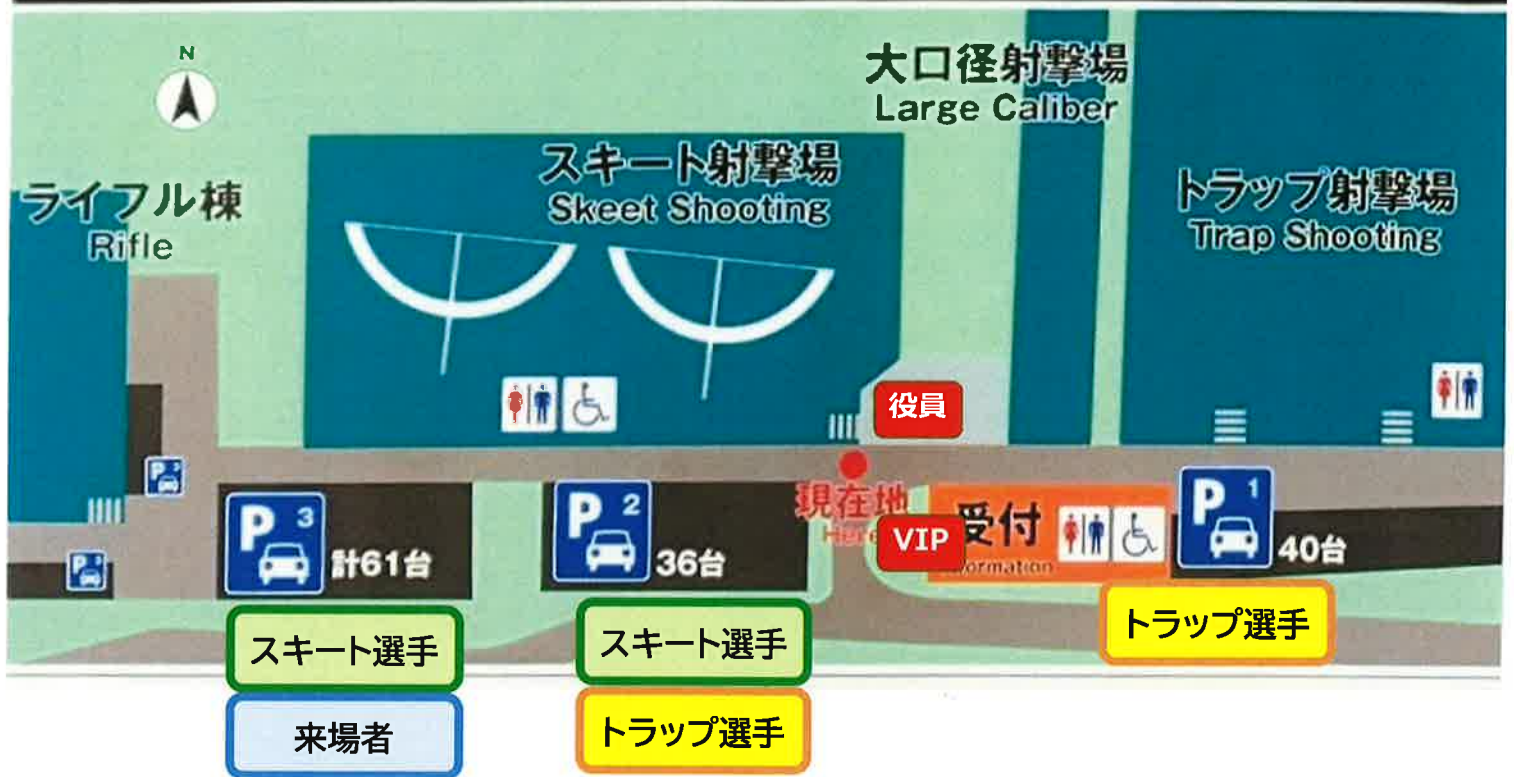 N
大口径射撃場
Large Caliber
スキート射撃場
Skeet Shooting
トラップ射撃場
Trap Shooting
ライフル棟
Rifle
役員
現在地
Here
VIP
受付
ormation
P 3
P 3
P 3
計61台
P 2
36台
P 1
40台
スキート選手
来場者
スキート選手
トラップ選手
トラップ選手